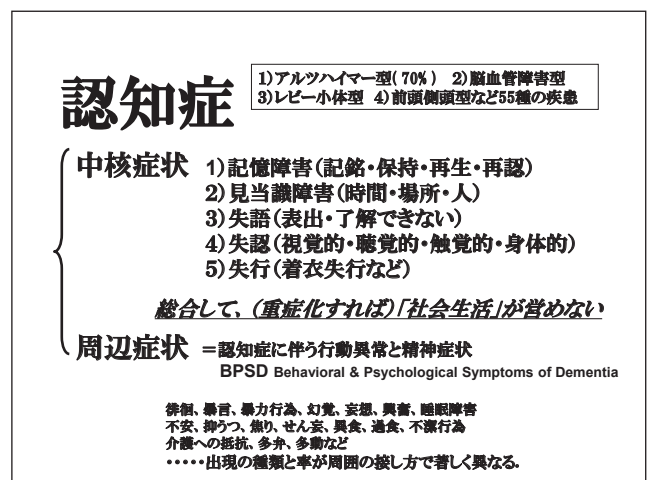 認知症
1)アルツハイマー型(70%) 2)脳血管障害型
3)レビー小体型 4)前頭側頭型など55種の疾患
中核症状 1)記憶障害(記銘・保持・再生・再認)
2)見当識障害(時間・場所・人)
3)失語(表出・了解できない)
4)失認(視覚的・聴覚的・触覚的・身体的)
5)失行(着衣失行など)
総合して、(重症化すれば)「社会生活」が営めない
周辺症状 =認知症に伴う行動異常と精神症状
BPSD Behavioral & Psychological Symptoms of Dementia
徘徊、暴言、暴力行為、幻覚、妄想、興奮、睡眠障害
不安、抑うつ、焦り、せん妄、異食、過食、不潔行為
介護への抵抗、多弁、多動など
・・・・・出現の種類と率が周囲の接し方で著しく異なる.